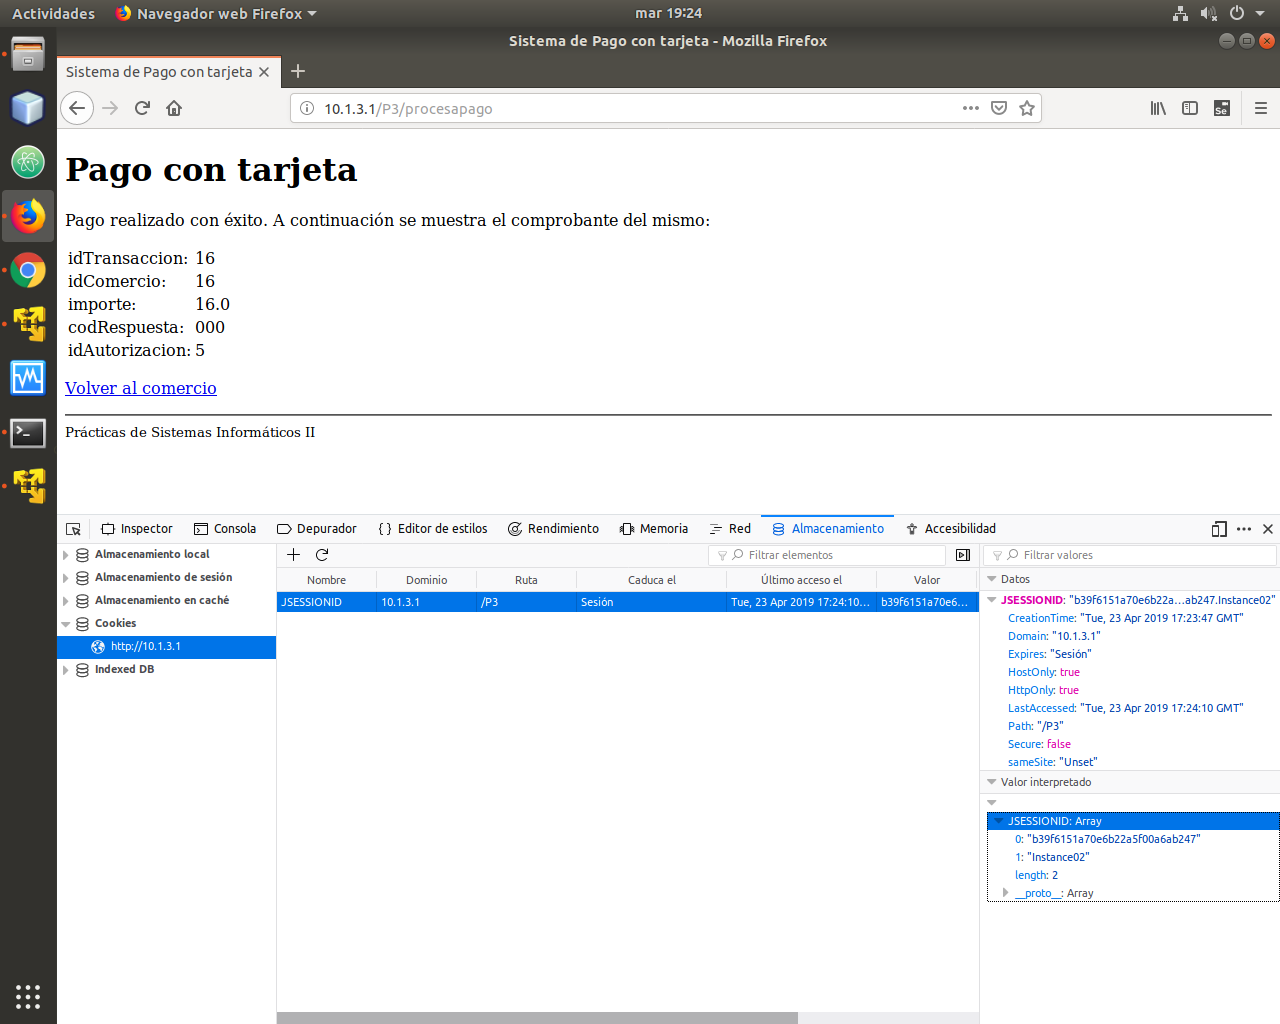 Actividades
Navegador web Firefox
mar 19:24
Sistema de Pago con tarjeta - Mozilla Firefox
Sistema de Pago con tarjeta
10.1.3.1/P3/procesapago
Se
Pago con tarjeta
Pago realizado con éxito. A continuación se muestra el comprobante del mismo:
idTransaccion: 16
idComercio: 16
importe: 16.0
codRespuesta: 000
idAutorizacion: 5
Volver al comercio
Prácticas de Sistemas Informáticos II
Inspector Consola Depurador Editor de estilos Rendimiento Memoria Red Almacenamiento Accesibilidad
Almacenamiento local
Almacenamiento de sesión
Almacenamiento en caché
Cookies
http://10.1.3.1
Indexed DB
Filtrar elementos
Nombre Dominio Ruta Caduca el Último acceso el Valor
JSESSIONID 10.1.3.1 /P3 Sesión Tue, 23 Apr 2019 17:24:10... b39f6151a70e6...
Filtrar valores
Datos
JSESSIONID: "b39f6151a70e6b22a...ab247.Instance02"
CreationTime: "Tue, 23 Apr 2019 17:23:47 GMT"
Domain: "10.1.3.1"
Expires: "Sesión"
HostOnly: true
HttpOnly: true
LastAccessed: "Tue, 23 Apr 2019 17:24:10 GMT"
Path: "/P3"
Secure: false
sameSite: "Unset"
Valor interpretado
JSESSIONID: Array
0: "b39f6151a70e6b22a5f00a6ab247"
1: "Instance02"
length: 2
__proto__: Array